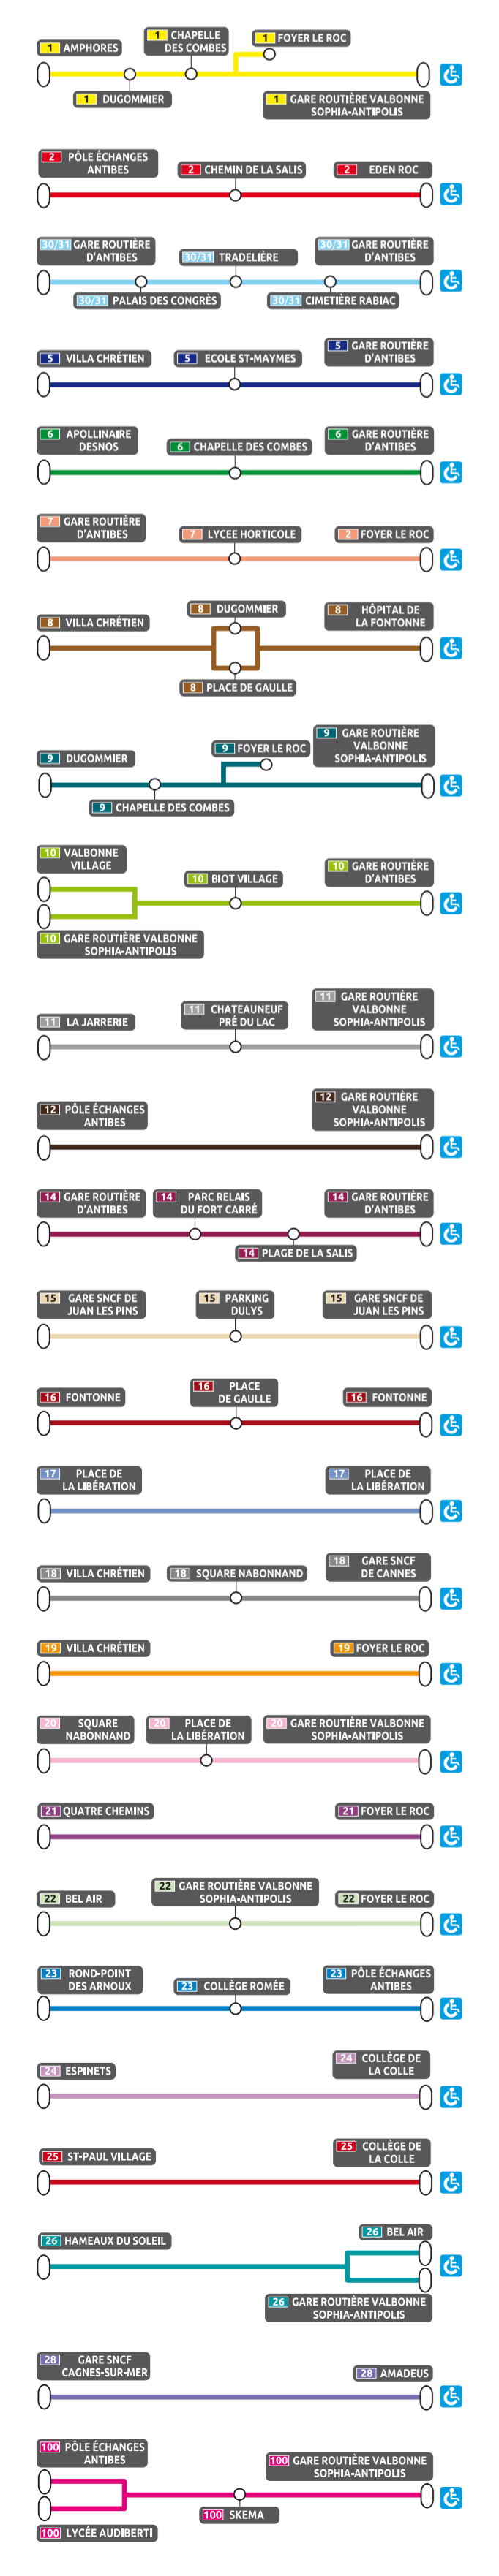 1 AMPHORES
1 CHAPELLE
DES COMBES
1 FOYER LE ROC
1 DUGOMMIER
1 GARE ROUTIÈRE VALBONNE
SOPHIA-ANTIPOLIS
2 PÔLE ÉCHANGES
ANTIBES
2 CHEMIN DE LA SALIS
2 EDEN ROC
30/31 GARE ROUTIÈRE
D'ANTIBES
30/31 TRADELIÈRE
30/31 GARE ROUTIÈRE
D'ANTIBES
30/31 PALAIS DES CONGRÈS
30/31 CIMETIÈRE RABIAC
5 VILLA CHRÉTIEN
5 ECOLE ST-MAYMES
5 GARE ROUTIÈRE
D'ANTIBES
6 APOLLINAIRE
DESNOS
6 CHAPELLE DES COMBES
6 GARE ROUTIÈRE
D'ANTIBES
7 GARE ROUTIÈRE
D'ANTIBES
7 LYCEE HORTICOLE
2 FOYER LE ROC
8 VILLA CHRÉTIEN
8 DUGOMMIER
8 HÔPITAL DE
LA FONTONNE
8 PLACE DE GAULLE
9 DUGOMMIER
9 FOYER LE ROC
9 GARE ROUTIÈRE
VALBONNE
SOPHIA-ANTIPOLIS
9 CHAPELLE DES COMBES
10 VALBONNE
VILLAGE
10 BIOT VILLAGE
10 GARE ROUTIÈRE
D'ANTIBES
10 GARE ROUTIÈRE VALBONNE
SOPHIA-ANTIPOLIS
11 LA JARRERIE
11 CHATEAUNEUF
PRÉ DU LAC
11 GARE ROUTIÈRE
VALBONNE
SOPHIA-ANTIPOLIS
12 PÔLE ÉCHANGES
ANTIBES
12 GARE ROUTIÈRE
VALBONNE
SOPHIA-ANTIPOLIS
14 GARE ROUTIÈRE
D'ANTIBES
14 PARC RELAIS
DU FORT CARRÉ
14 GARE ROUTIÈRE
D'ANTIBES
14 PLAGE DE LA SALIS
15 GARE SNCF DE
JUAN LES PINS
15 PARKING
DULYS
15 GARE SNCF DE
JUAN LES PINS
16 FONTONNE
16 PLACE
DE GAULLE
16 FONTONNE
17 PLACE DE
LA LIBÉRATION
17 PLACE DE
LA LIBÉRATION
18 VILLA CHRÉTIEN
18 SQUARE NABONNAND
18 GARE SNCF
DE CANNES
19 VILLA CHRÉTIEN
19 FOYER LE ROC
20 SQUARE
NABONNAND
20 PLACE DE
LA LIBÉRATION
20 GARE ROUTIÈRE VALBONNE
SOPHIA-ANTIPOLIS
21 QUATRE CHEMINS
21 FOYER LE ROC
22 BEL AIR
22 GARE ROUTIÈRE VALBONNE
SOPHIA-ANTIPOLIS
22 FOYER LE ROC
23 ROND-POINT
DES ARNOUX
23 COLLÈGE ROMÉE
23 PÔLE ÉCHANGES
ANTIBES
24 ESPINETS
24 COLLÈGE DE
LA COLLE
25 ST-PAUL VILLAGE
25 COLLÈGE DE
LA COLLE
26 HAMEAUX DU SOLEIL
26 BEL AIR
26 GARE ROUTIÈRE VALBONNE
SOPHIA-ANTIPOLIS
28 GARE SNCF
CAGNES-SUR-MER
28 AMADEUS
100 PÔLE ÉCHANGES
ANTIBES
100 GARE ROUTIÈRE VALBONNE
SOPHIA-ANTIPOLIS
100 SKEMA
100 LYCÉE AUDIBERTI